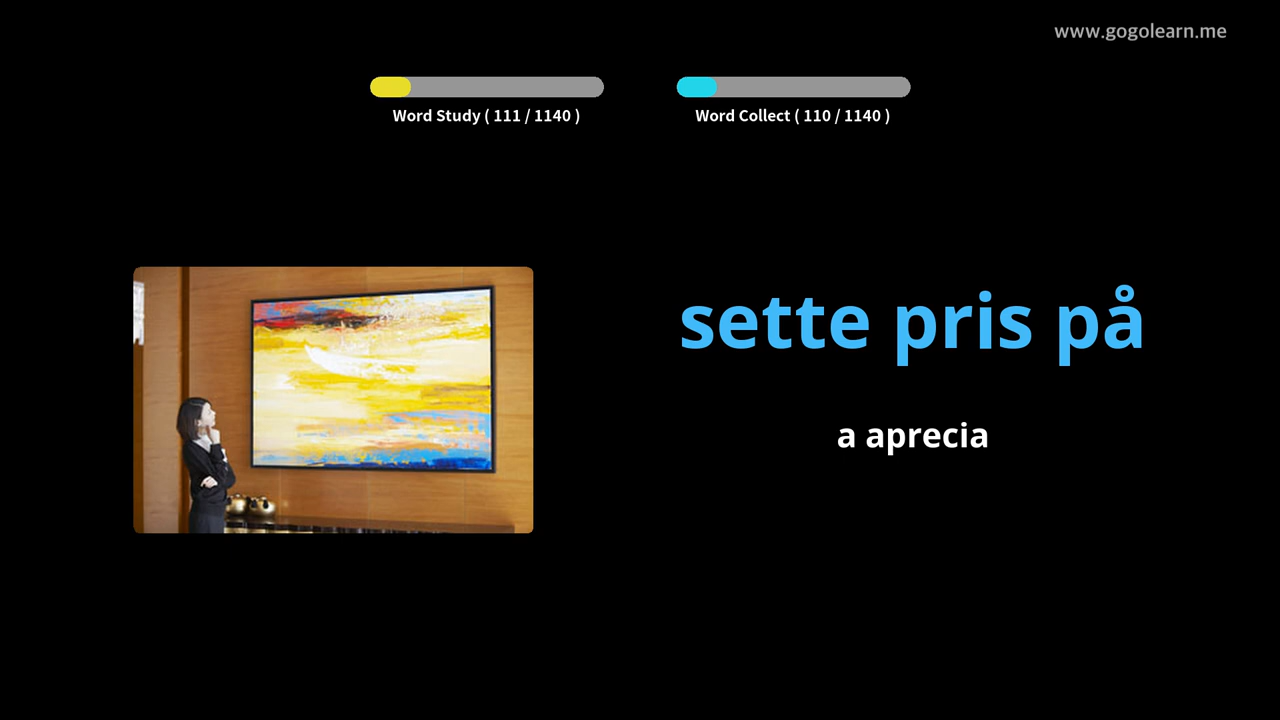 www.gogolearn.me
Word Study ( 111 / 1140 )
Word Collect ( 110 / 1140 )
sette pris på
a aprecia